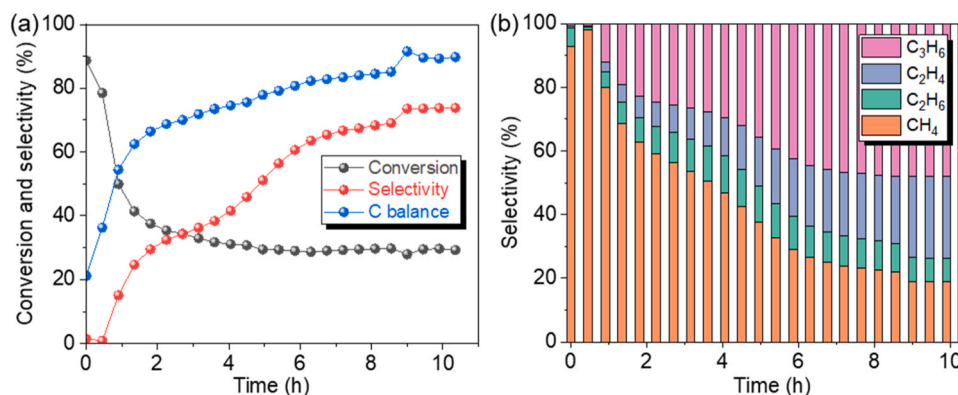 (a)
100
80
60
40
20
0
Conversion and selectivity (%)
Conversion
Selectivity
C balance
0 2 4 6 8 10
Time (h)
(b)
100
80
60
40
20
0
Selectivity (%)
C₃H₆
C₂H₄
C₂H₆
CH₄
0 2 4 6 8 10
Time (h)